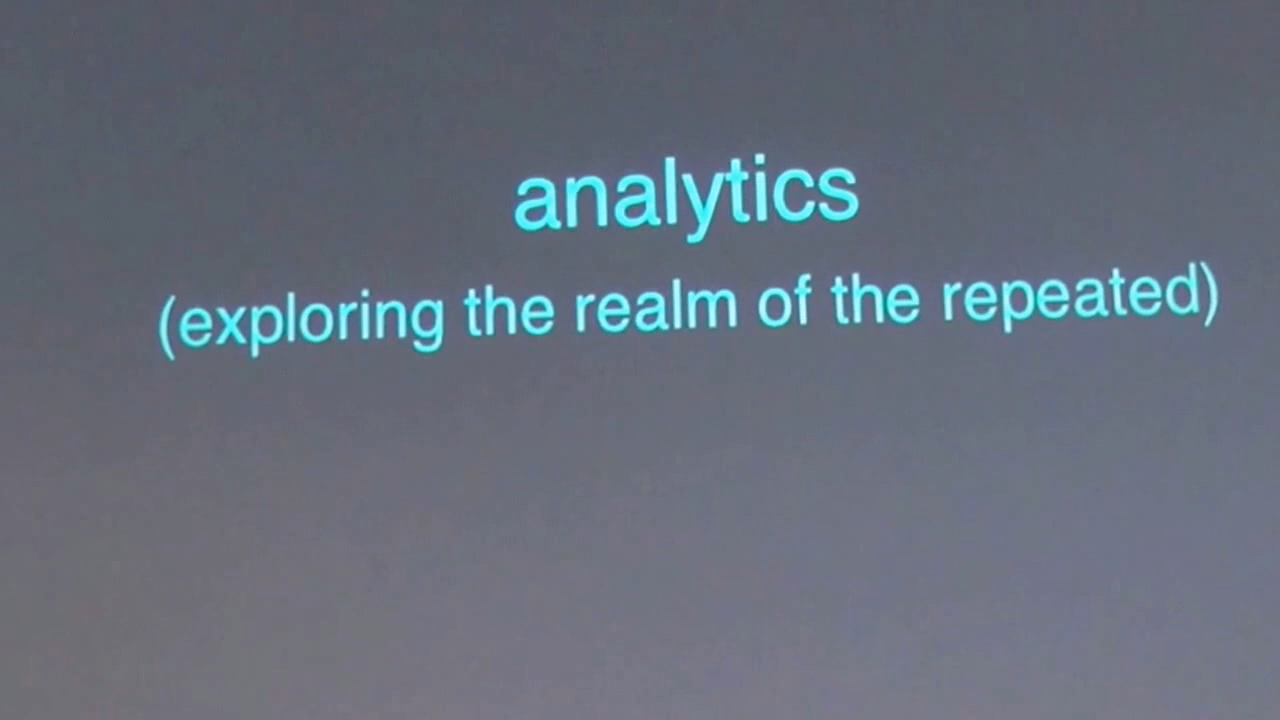 analytics
(exploring the realm of the repeated)